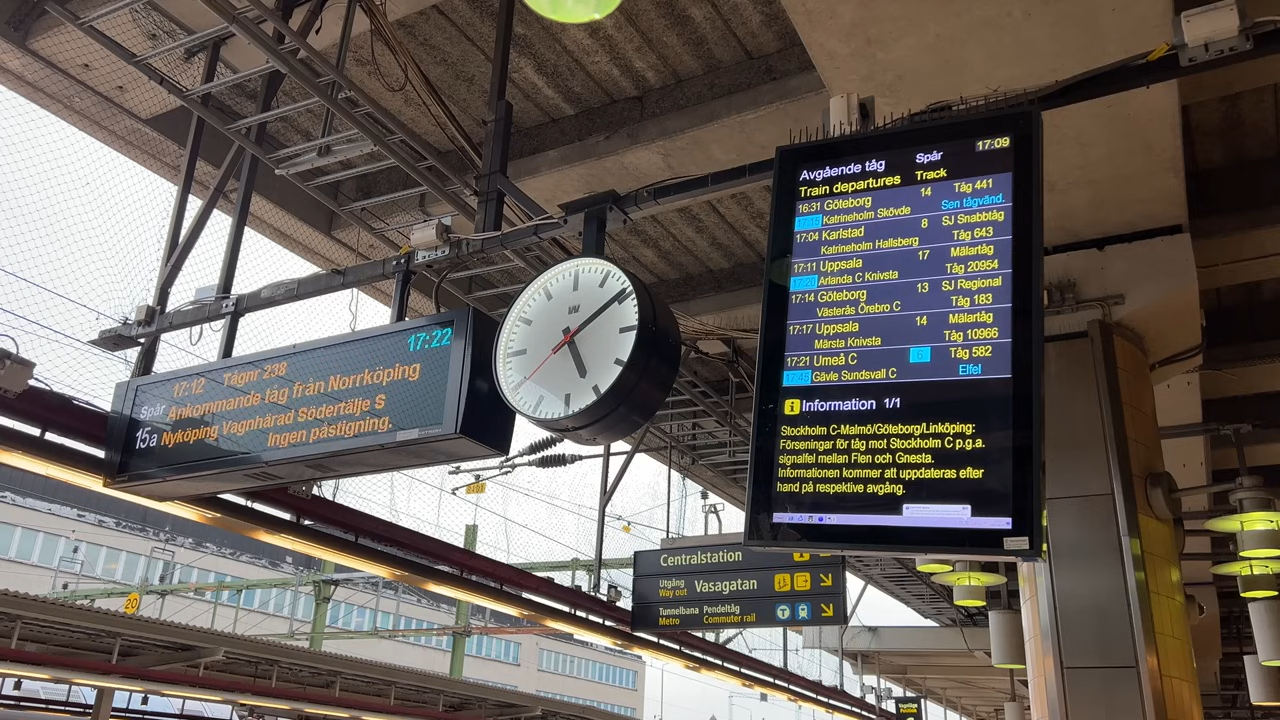 17:22
17:12 Tågnr 238
Spår Ankommande tåg från Norrköping
15a Nyköping Vagnhärad Södertälje S
Ingen påstigning.
17:09
Avgående tåg Spår
Train departures Track
16:31 Göteborg 14 Tåg 441
17:15 Katrineholm Skövde Sen tågvänd.
17:04 Karlstad 8 SJ Snabbtåg
Katrineholm Hallsberg Tåg 643
17:11 Uppsala 17 Mälartåg
17:20 Arlanda C Knivsta Tåg 20954
17:14 Göteborg 13 SJ Regional
Västerås Örebro C Tåg 183
17:17 Uppsala 14 Mälartåg
Märsta Knivsta Tåg 10966
17:21 Umeå C 6 Tåg 582
17:45 Gävle Sundsvall C Elfel
i Information 1/1
Stockholm C-Malmö/Göteborg/Linköping:
Förseningar för tåg mot Stockholm C p.g.a.
signalfel mellan Flen och Gnesta.
Informationen kommer att uppdateras efter
hand på respektive avgång.
Centralstation
Utgång
Way out Vasagatan
Tunnelbana Pendeltåg
Metro Commuter rail
T
20